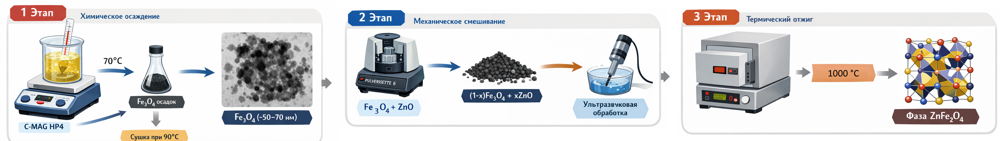 1 Этап
Химическое осаждение
70°C
Fe₃O₄ осадок
C-MAG HP4
Сушка при 90°C
Fe₃O₄ (~50–70 нм)
2 Этап
Механическое смешивание
PULVERISETTE 6
Fe₃O₄ + ZnO
(1-x)Fe₃O₄ + xZnO
Ультразвуковая
обработка
3 Этап
Термический отжиг
1000 °C
Фаза ZnFe₂O₄